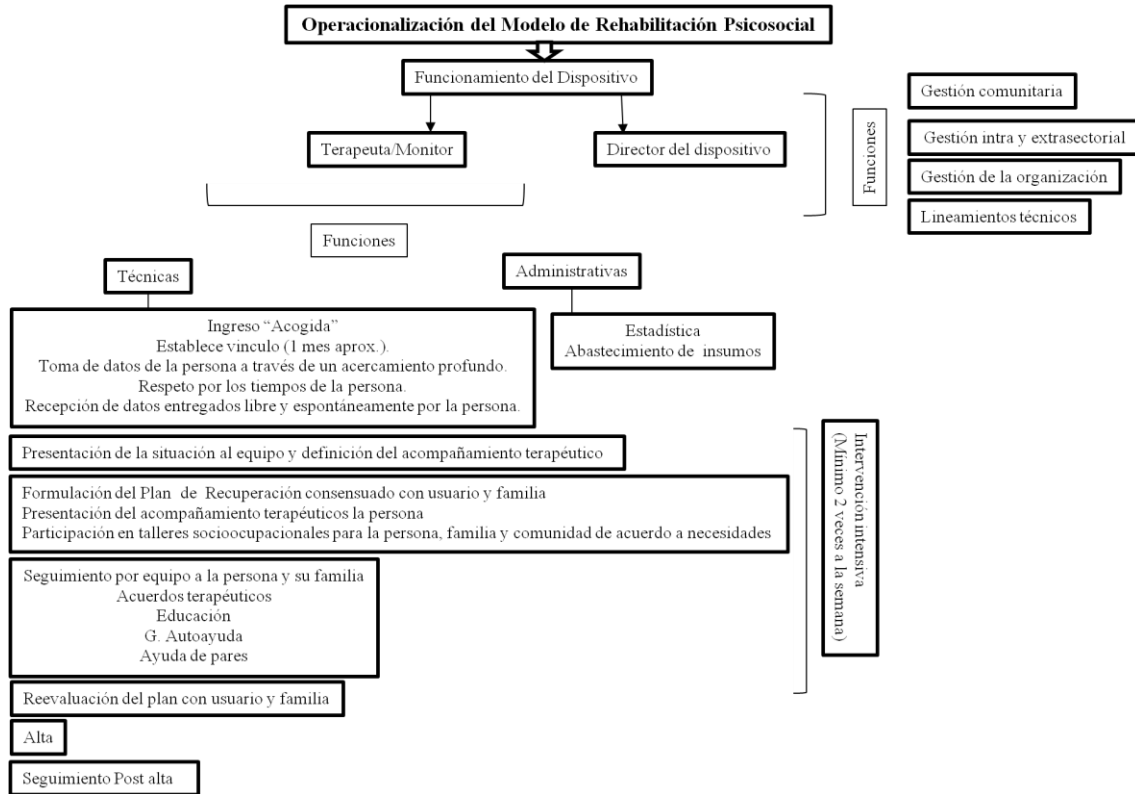 Operacionalización del Modelo de Rehabilitación Psicosocial
Funcionamiento del Dispositivo
Terapeuta/Monitor
Director del dispositivo
Funciones
Gestión comunitaria
Gestión intra y extrasectorial
Gestión de la organización
Lineamientos técnicos
Funciones
Técnicas
Administrativas
Ingreso “Acogida”
Establece vinculo (1 mes aprox.).
Toma de datos de la persona a través de un acercamiento profundo.
Respeto por los tiempos de la persona.
Recepción de datos entregados libre y espontáneamente por la persona.
Estadística
Abastecimiento de insumos
Presentación de la situación al equipo y definición del acompañamiento terapéutico
Formulación del Plan de Recuperación consensuado con usuario y familia
Presentación del acompañamiento terapéuticos la persona
Participación en talleres socioocupacionales para la persona, familia y comunidad de acuerdo a necesidades
Seguimiento por equipo a la persona y su familia
Acuerdos terapéuticos
Educación
G. Autoayuda
Ayuda de pares
Reevaluación del plan con usuario y familia
Intervención intensiva
(Mínimo 2 veces a la semana)
Alta
Seguimiento Post alta